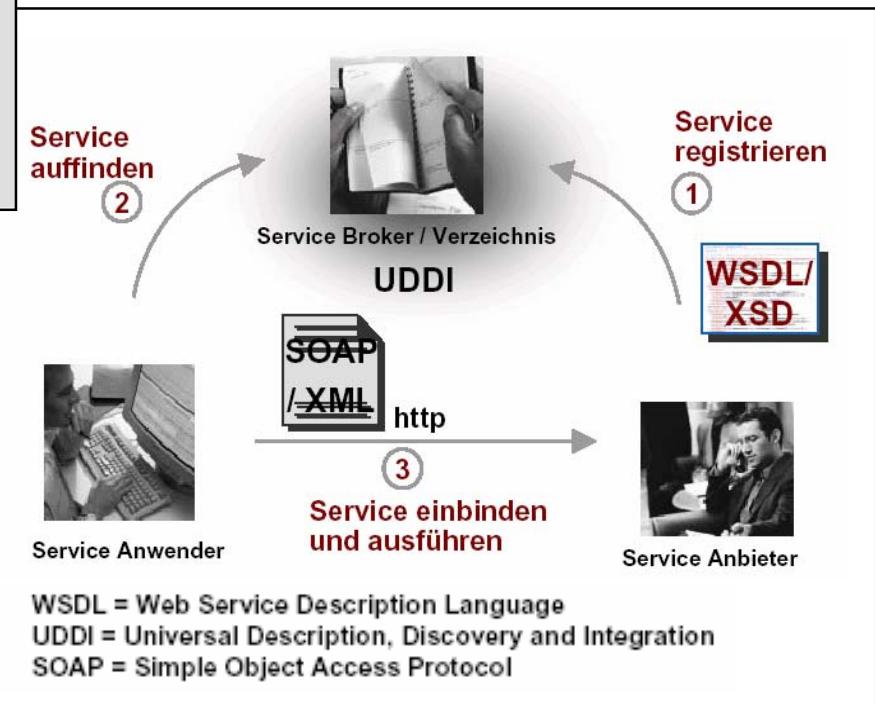 Service
auffinden
2
Service
registrieren
1
Service Broker / Verzeichnis
UDDI
WSDL/
XSD
SOAP
/ XML
http
3
Service einbinden
und ausführen
Service Anwender
Service Anbieter
WSDL = Web Service Description Language
UDDI = Universal Description, Discovery and Integration
SOAP = Simple Object Access Protocol